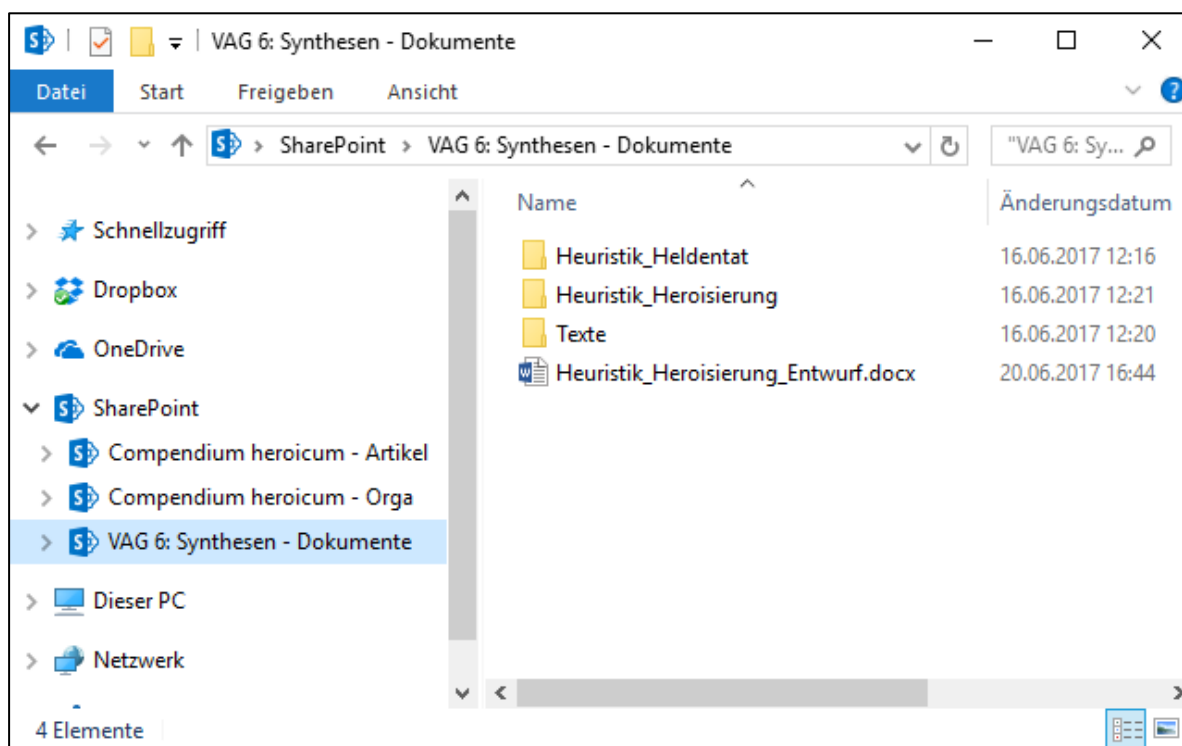 VAG 6: Synthesen - Dokumente
Datei Start Freigeben Ansicht
SharePoint > VAG 6: Synthesen - Dokumente "VAG 6: Sy...
Name Änderungsdatum
Schnellzugriff
Dropbox
OneDrive
SharePoint
Compendium heroicum - Artikel
Compendium heroicum - Orga
VAG 6: Synthesen - Dokumente
Dieser PC
Netzwerk
Heuristik_Heldentat 16.06.2017 12:16
Heuristik_Heroisierung 16.06.2017 12:21
Texte 16.06.2017 12:20
Heuristik_Heroisierung_Entwurf.docx 20.06.2017 16:44
4 Elemente